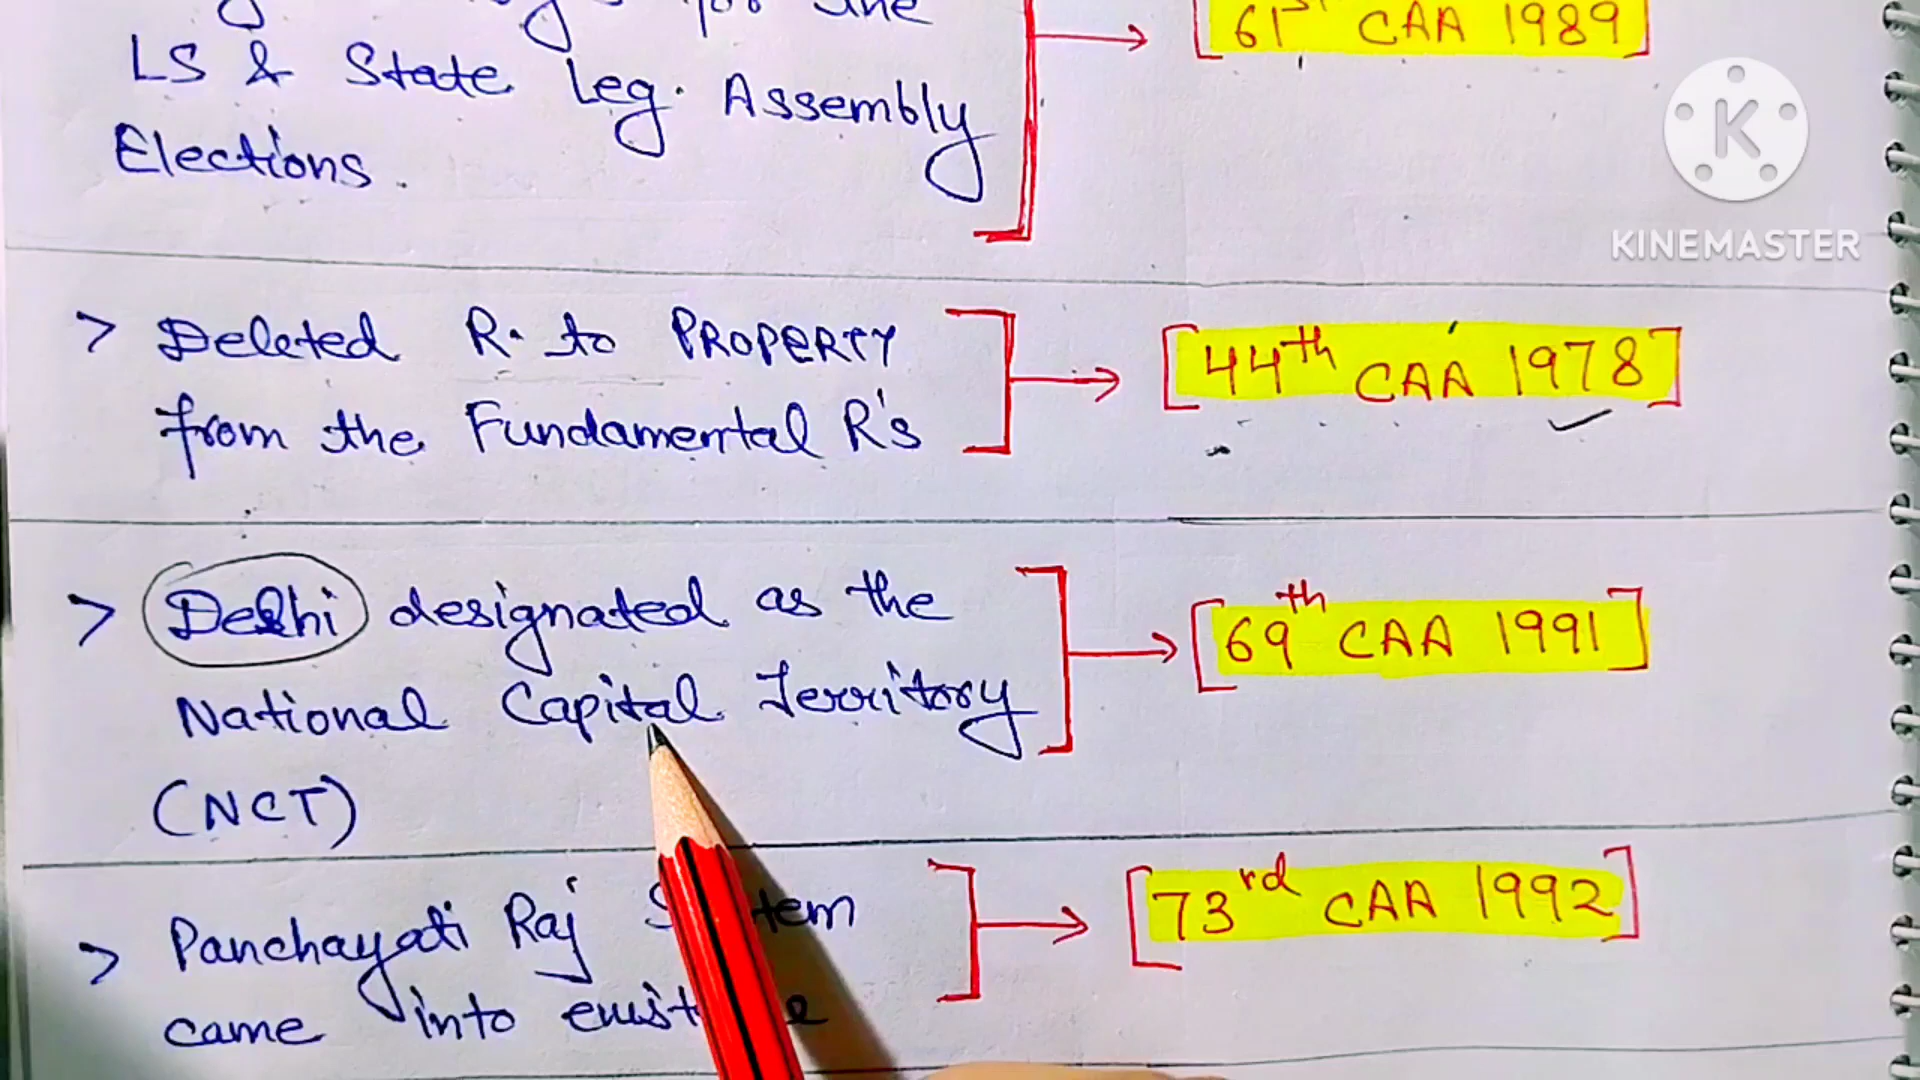 the
LS & State Leg. Assembly
Elections.
61st CAA 1989
KINEMASTER
> Deleted R. to PROPERTY
from the Fundamental R's
[44th CAA 1978]
> Delhi designated as the
National Capital Territory
(NCT)
[69th CAA 1991]
> Panchayati Raj
came into
[73rd CAA 1992]